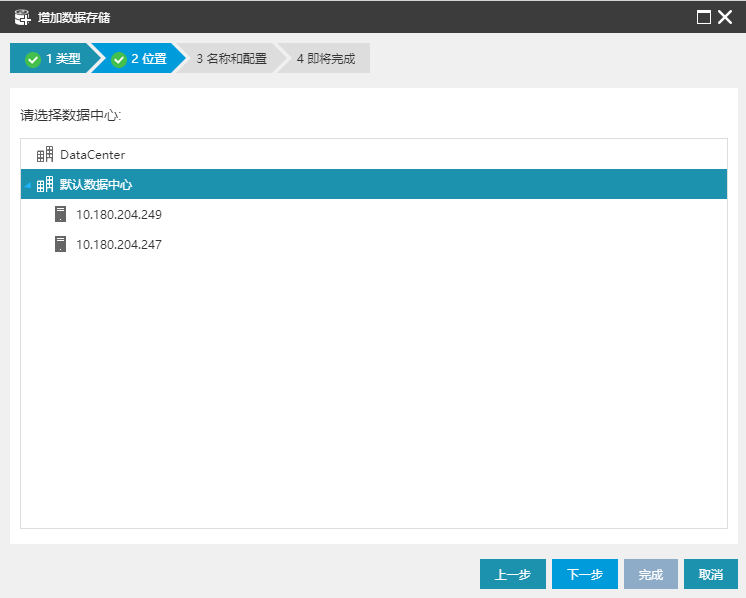 增加数据存储
1 类型 2 位置 3 名称和配置 4 即将完成
请选择数据中心:
DataCenter
默认数据中心
10.180.204.249
10.180.204.247
上一步 下一步 完成 取消